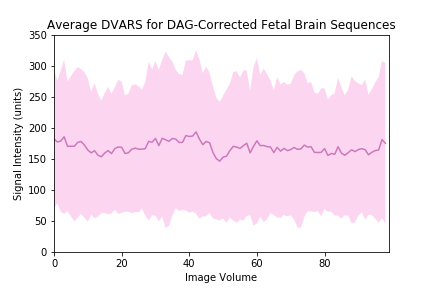 Average DVARS for DAG-Corrected Fetal Brain Sequences
Signal Intensity (units)
350
300
250
200
150
100
50
0
0 20 40 60 80
Image Volume